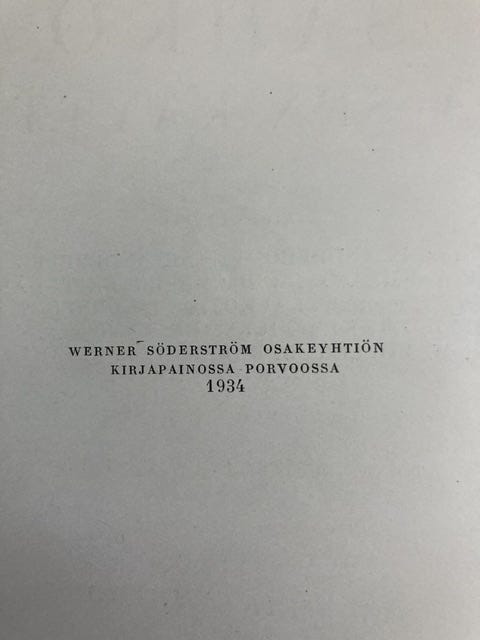 WERNER SÖDERSTRÖM OSAKEYHTIÖN
KIRJAPAINOSSA PORVOOSSA
1934